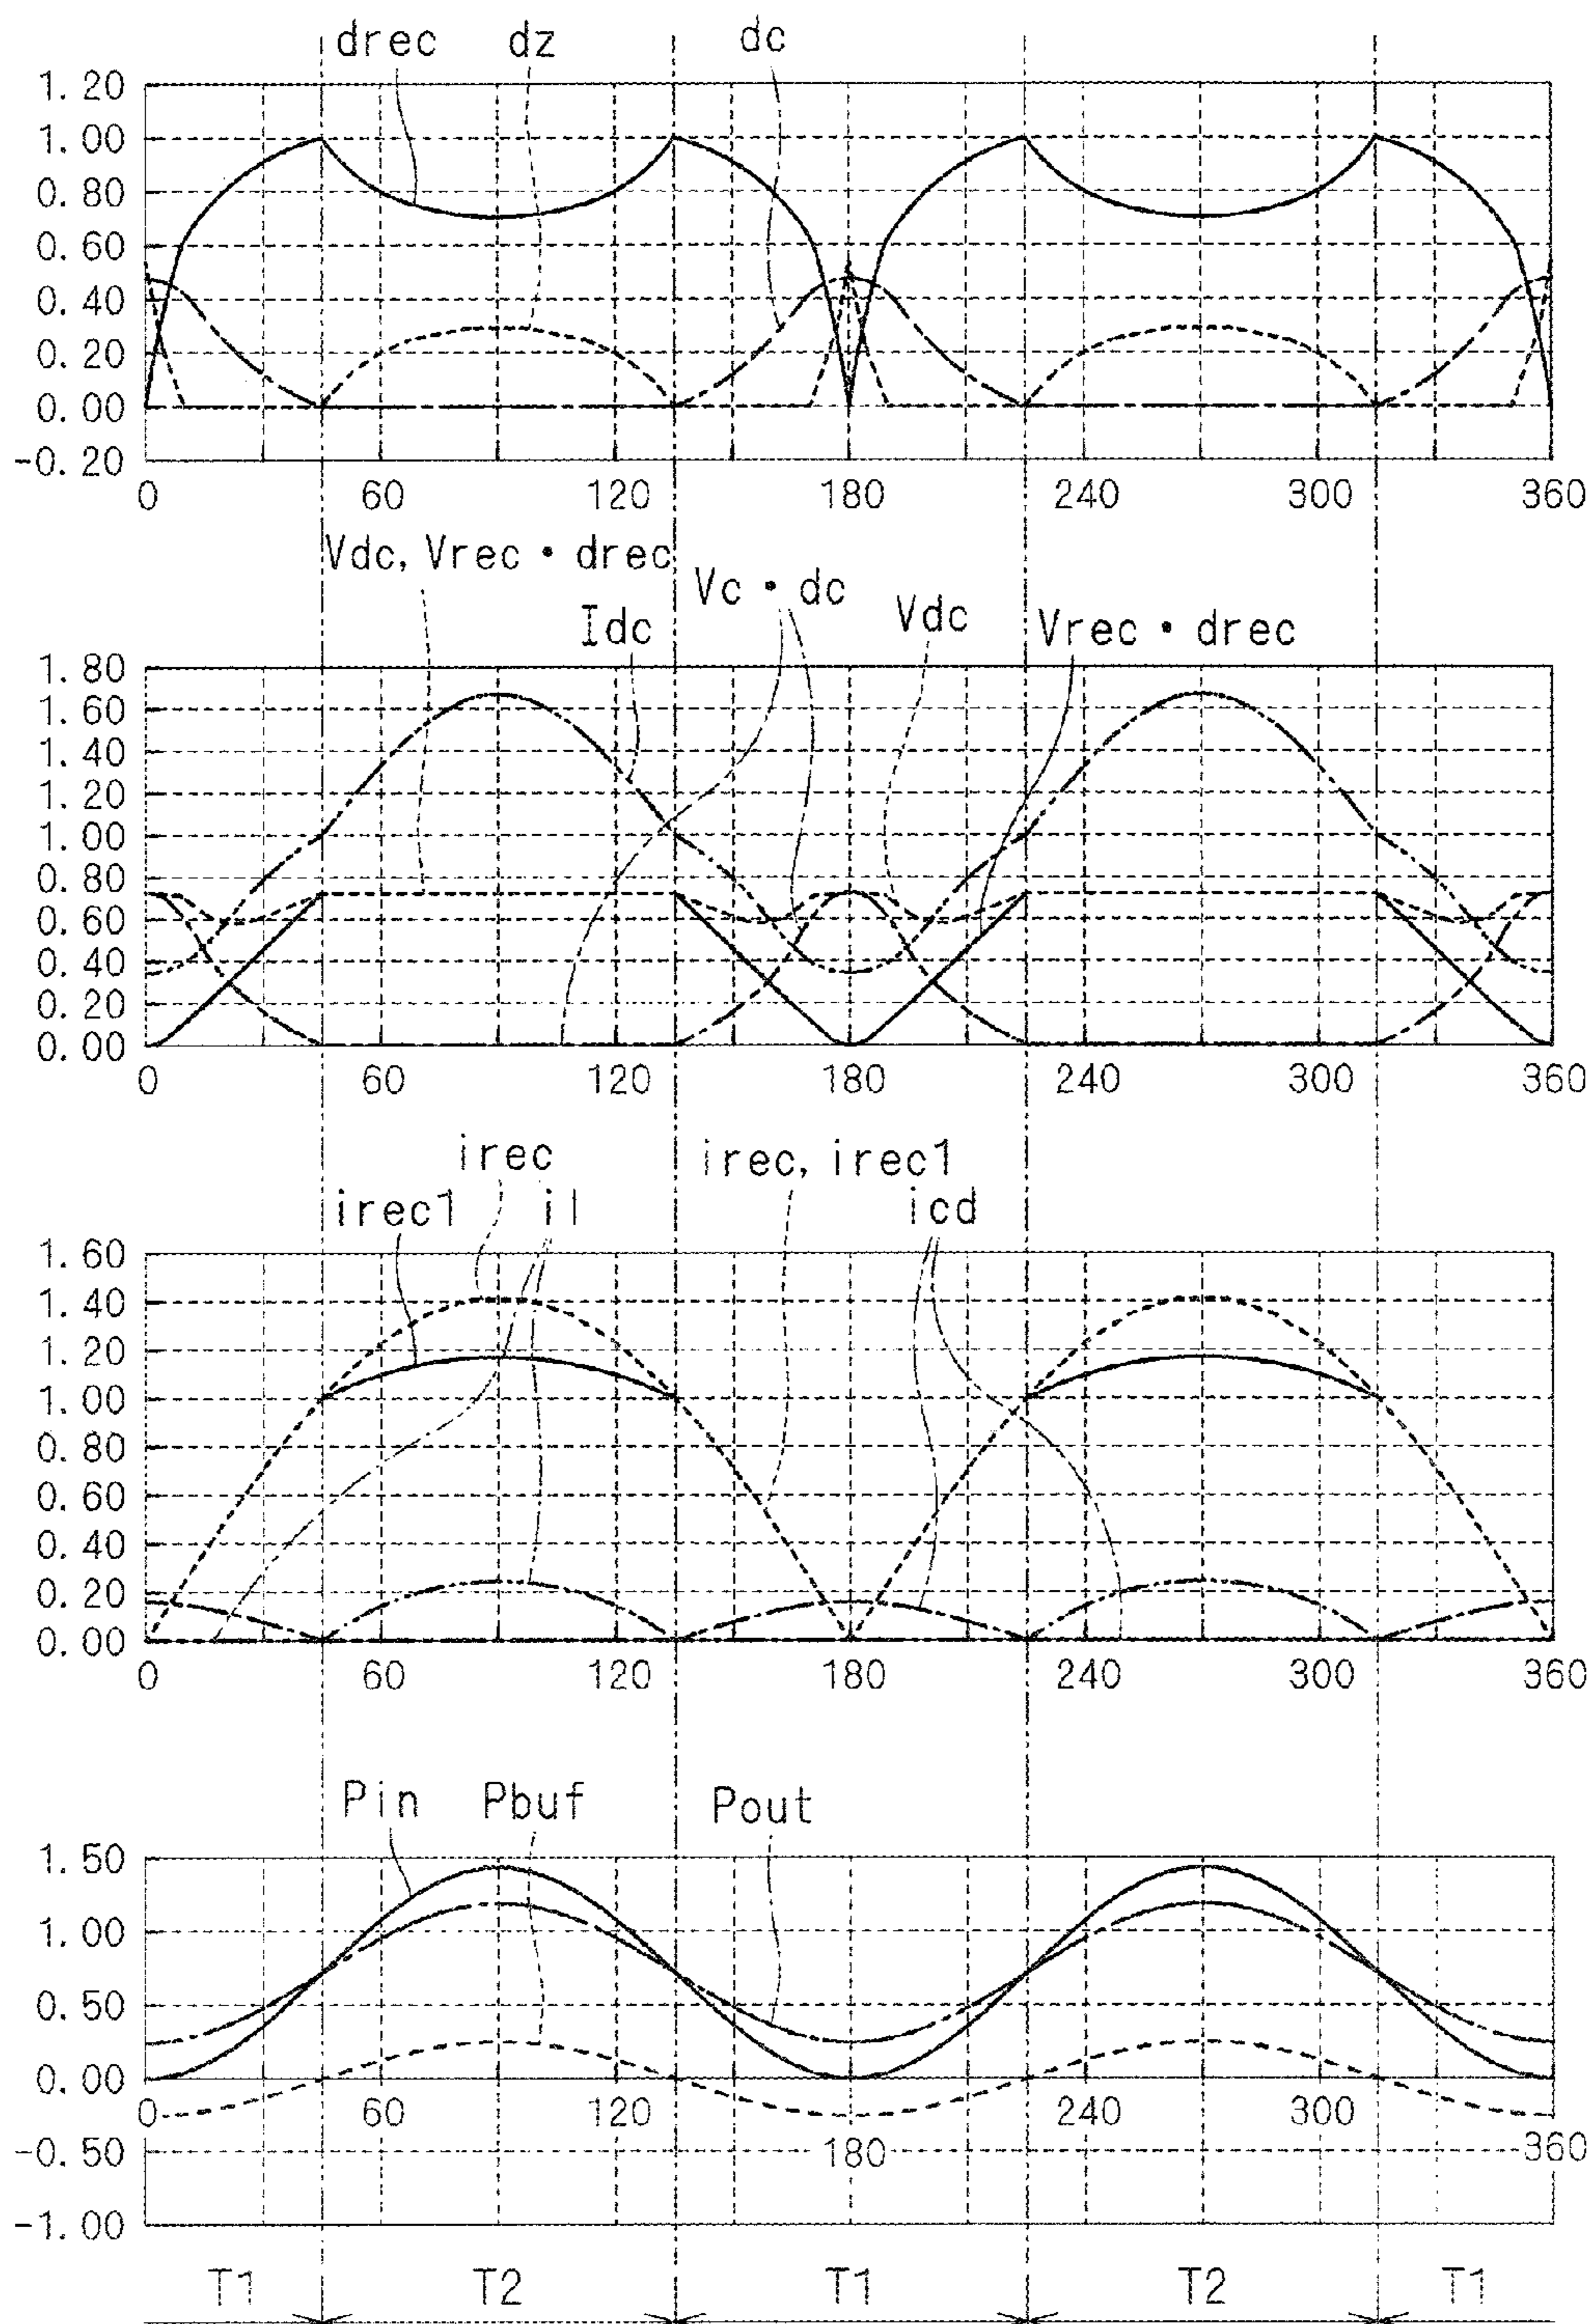 drec dz dc
1.20
1.00
0.80
0.60
0.40
0.20
0.00
-0.20
0 60 120 180 240 300 360
Vdc, Vrec・drec
Idc
Vc・dc
Vdc
Vrec・drec
1.80
1.60
1.40
1.20
1.00
0.80
0.60
0.40
0.20
0.00
0 60 120 180 240 300 360
irec
irec1
il
irec, irec1
icd
1.60
1.40
1.20
1.00
0.80
0.60
0.40
0.20
0.00
0 60 120 180 240 300 360
Pin Pbuf Pout
1.50
1.00
0.50
0.00
0 60 120 240 300
-0.50 180 360
-1.00
T1 T2 T1 T2 T1